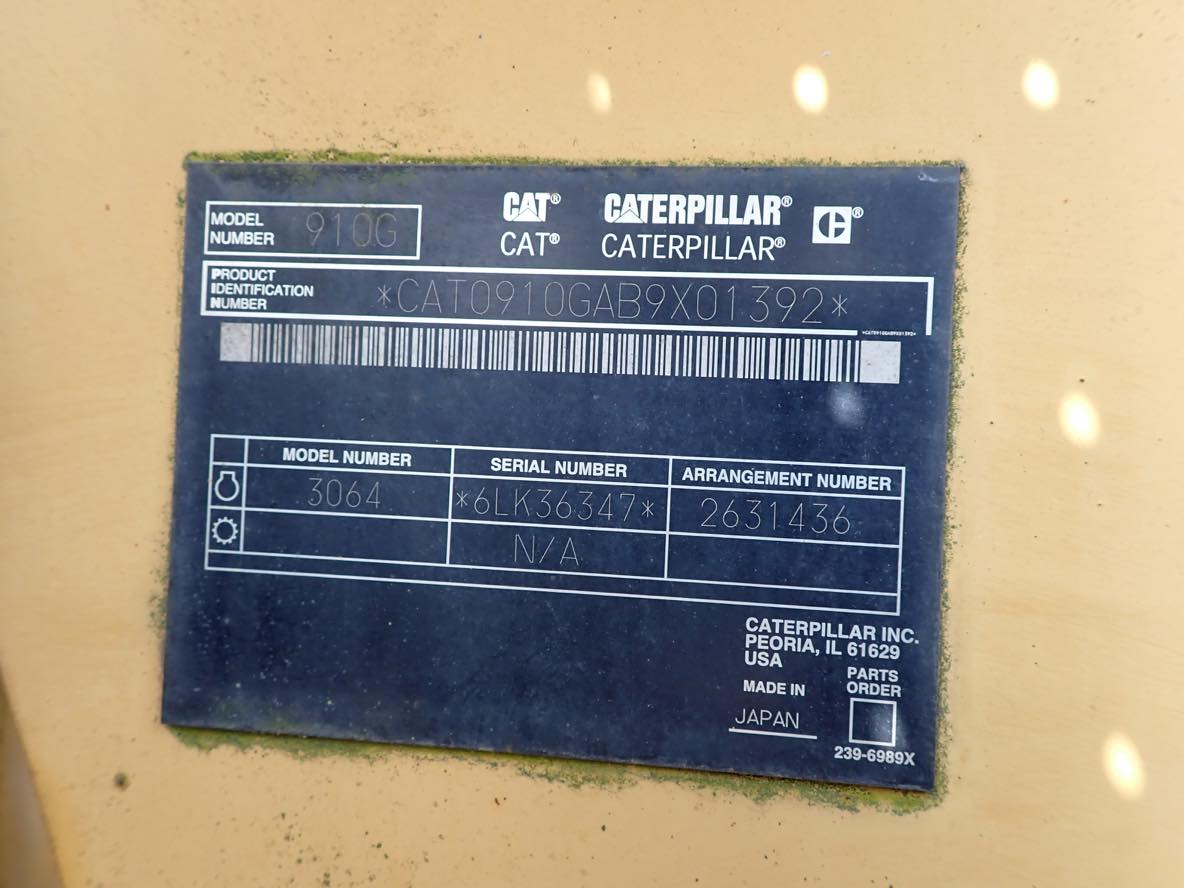 MODEL NUMBER 910G
CAT® CATERPILLAR® C®
CAT® CATERPILLAR®
PRODUCT IDENTIFICATION NUMBER *CAT0910GAB9X01392*
*CAT0910GAB9X01392*
MODEL NUMBER SERIAL NUMBER ARRANGEMENT NUMBER
3064 *6LK36347* 2631436
N/A
CATERPILLAR INC.
PEORIA, IL 61629
USA
MADE IN
JAPAN
PARTS
ORDER
239-6989X